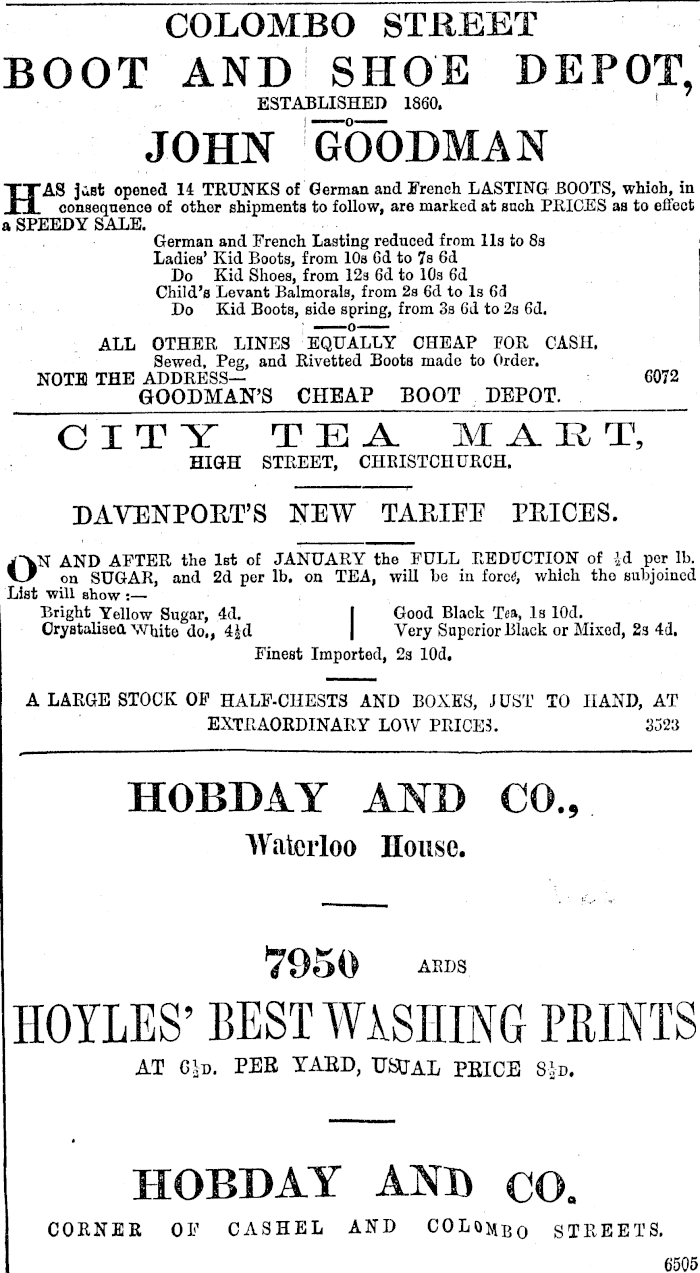 COLOMBO STREET
BOOT AND SHOE DEPOT,
ESTABLISHED 1860.
JOHN GOODMAN
HAS just opened 14 TRUNKS of German and French LASTING BOOTS, which, in
consequence of other shipments to follow, are marked at such PRICES as to effect
a SPEEDY SALE.
German and French Lasting reduced from 11s to 8s
Ladies' Kid Boots, from 10s 6d to 7s 6d
Do Kid Shoes, from 12s 6d to 10s 6d
Child's Levant Balmorals, from 2s 6d to 1s 6d
Do Kid Boots, side spring, from 3s 6d to 2s 6d.
ALL OTHER LINES EQUALLY CHEAP FOR CASH.
Sewed, Peg, and Rivetted Boots made to Order.
NOTE THE ADDRESS— 6072
GOODMAN'S CHEAP BOOT DEPOT.
CITY TEA MART,
HIGH STREET, CHRISTCHURCH.
DAVENPORT'S NEW TARIFF PRICES.
ON AND AFTER the 1st of JANUARY the FULL REDUCTION of ½d per lb.
on SUGAR, and 2d per lb. on TEA, will be in force, which the subjoined
List will show :—
Bright Yellow Sugar, 4d. | Good Black Tea, 1s 10d.
Crystalised White do., 4½d | Very Superior Black or Mixed, 2s 4d.
Finest Imported, 2s 10d.
A LARGE STOCK OF HALF-CHESTS AND BOXES, JUST TO HAND, AT
EXTRAORDINARY LOW PRICES. 3523
HOBDAY AND CO.,
Waterloo House.
7950 ARDS
HOYLES' BEST WASHING PRINTS
AT 6½D. PER YARD, USUAL PRICE 8½D.
HOBDAY AND CO.
CORNER OF CASHEL AND COLOMBO STREETS.
6505